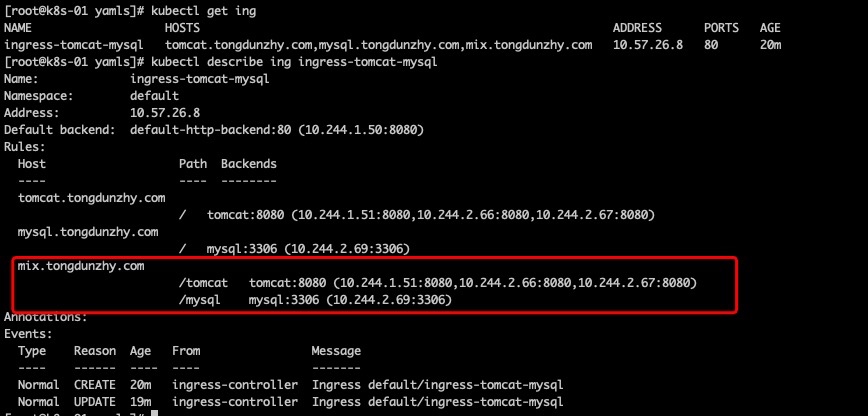 [root@k8s-01 yamls]# kubectl get ing
NAME HOSTS ADDRESS PORTS AGE
ingress-tomcat-mysql tomcat.tongdunzhy.com,mysql.tongdunzhy.com,mix.tongdunzhy.com 10.57.26.8 80 20m
[root@k8s-01 yamls]# kubectl describe ing ingress-tomcat-mysql
Name: ingress-tomcat-mysql
Namespace: default
Address: 10.57.26.8
Default backend: default-http-backend:80 (10.244.1.50:8080)
Rules:
Host Path Backends
---- ---- --------
tomcat.tongdunzhy.com
/ tomcat:8080 (10.244.1.51:8080,10.244.2.66:8080,10.244.2.67:8080)
mysql.tongdunzhy.com
/ mysql:3306 (10.244.2.69:3306)
mix.tongdunzhy.com
/tomcat tomcat:8080 (10.244.1.51:8080,10.244.2.66:8080,10.244.2.67:8080)
/mysql mysql:3306 (10.244.2.69:3306)
Annotations:
Events:
Type Reason Age From Message
---- ------ ---- ---- -------
Normal CREATE 20m ingress-controller Ingress default/ingress-tomcat-mysql
Normal UPDATE 19m ingress-controller Ingress default/ingress-tomcat-mysql